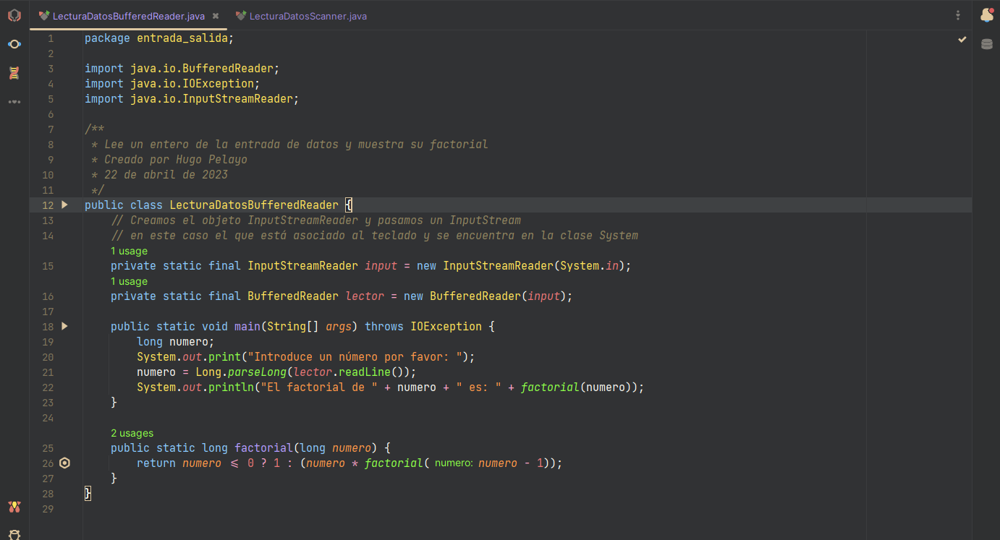 LecturaDatosBufferedReader.java LecturaDatosScanner.java
1 package entrada_salida;
2
3 import java.io.BufferedReader;
4 import java.io.IOException;
5 import java.io.InputStreamReader;
6
7 /**
8 * Lee un entero de la entrada de datos y muestra su factorial
9 * Creado por Hugo Pelayo
10 * 22 de abril de 2023
11 */
12 public class LecturaDatosBufferedReader {
13 // Creamos el objeto InputStreamReader y pasamos un InputStream
14 // en este caso el que está asociado al teclado y se encuentra en la clase System
1 usage
15 private static final InputStreamReader input = new InputStreamReader(System.in);
1 usage
16 private static final BufferedReader lector = new BufferedReader(input);
17
18 public static void main(String[] args) throws IOException {
19 long numero;
20 System.out.print("Introduce un número por favor: ");
21 numero = Long.parseLong(lector.readLine());
22 System.out.println("El factorial de " + numero + " es: " + factorial(numero));
23 }
24
2 usages
25 public static long factorial(long numero) {
26 return numero <= 0 ? 1 : (numero * factorial( numero: numero - 1));
27 }
28 }
29